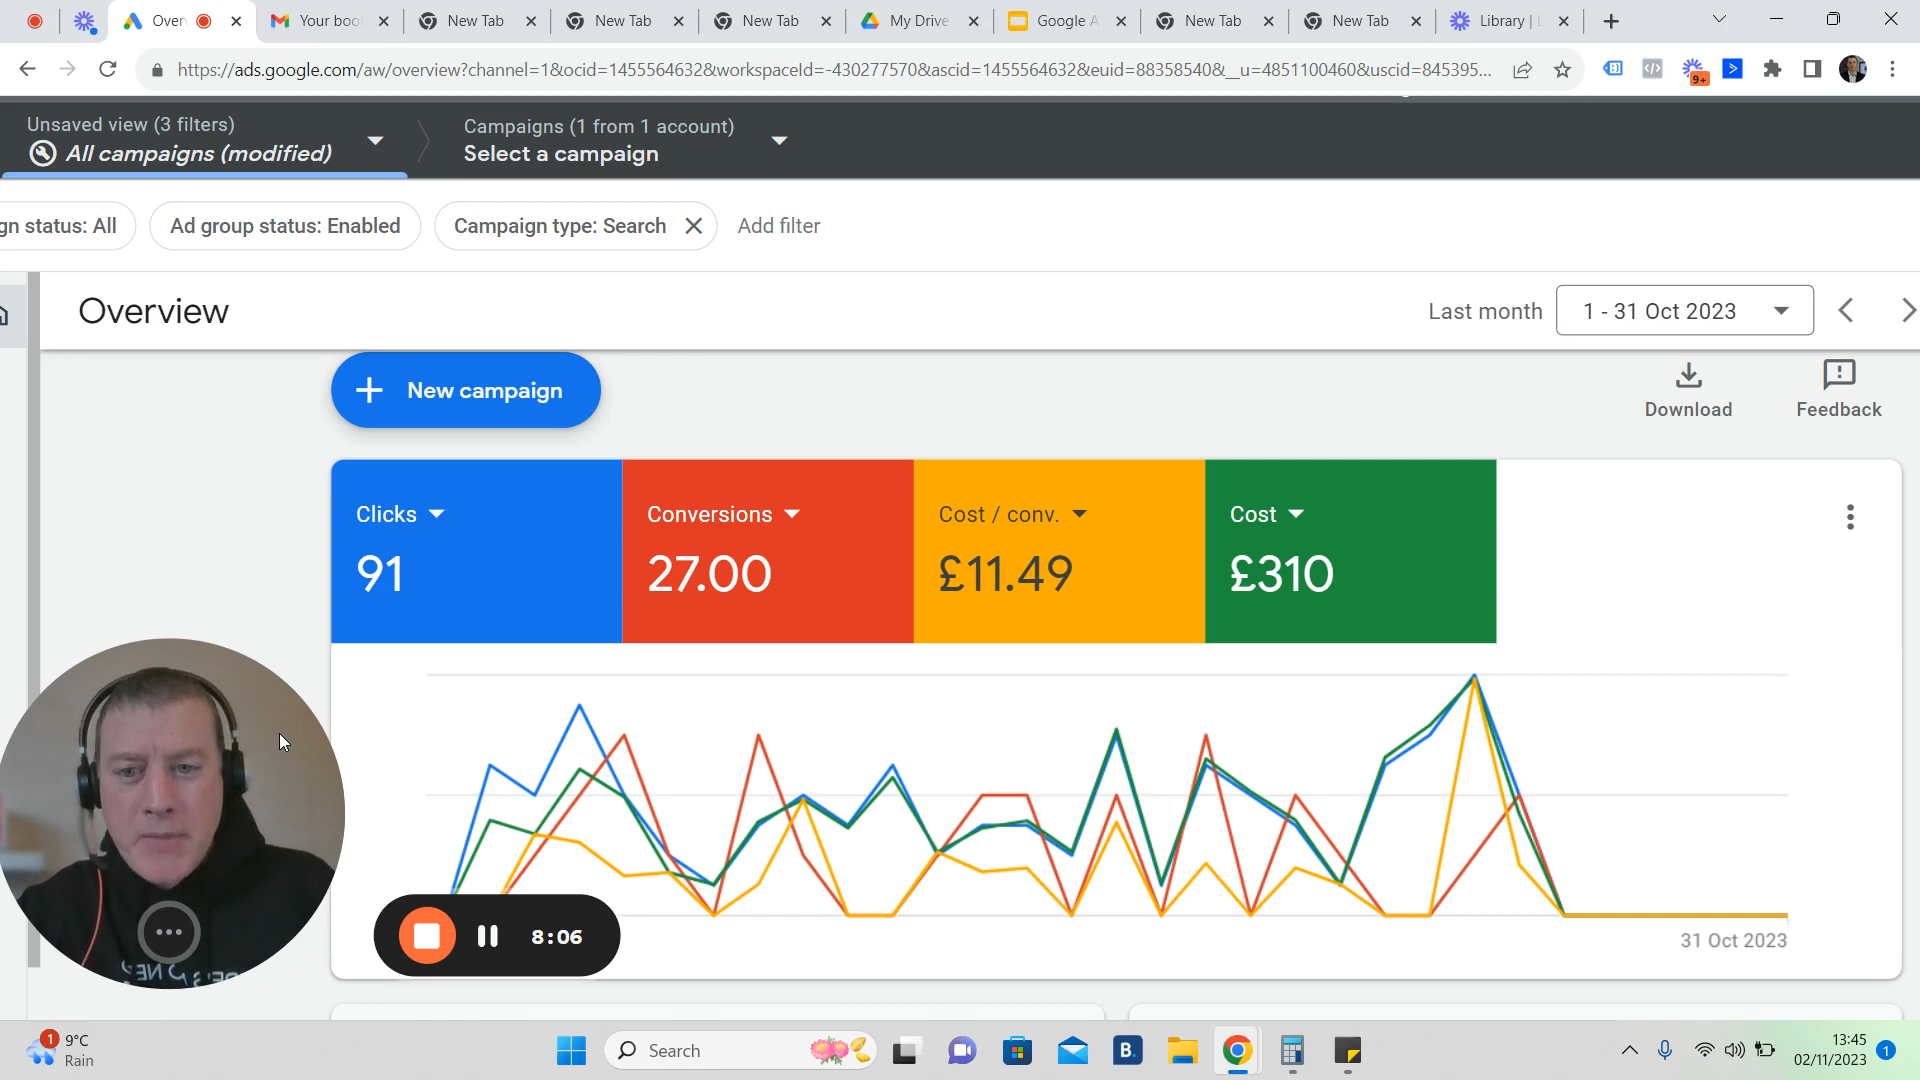 Over
Your boo
New Tab
New Tab
New Tab
My Drive
Google A
New Tab
New Tab
Library | L
https://ads.google.com/aw/overview?channel=1&ocid=1455564632&workspaceId=-430277570&ascid=1455564632&euid=88358540&__u=4851100460&uscid=845395...
9+
Unsaved view (3 filters)
All campaigns (modified)
Campaigns (1 from 1 account)
Select a campaign
gn status: All
Ad group status: Enabled
Campaign type: Search
Add filter
Overview
Last month
1 - 31 Oct 2023
New campaign
Download
Feedback
Clicks
91
Conversions
27.00
Cost / conv.
£11.49
Cost
£310
31 Oct 2023
8:06
1
9°C
Rain
Search
B.
13:45
02/11/2023
1